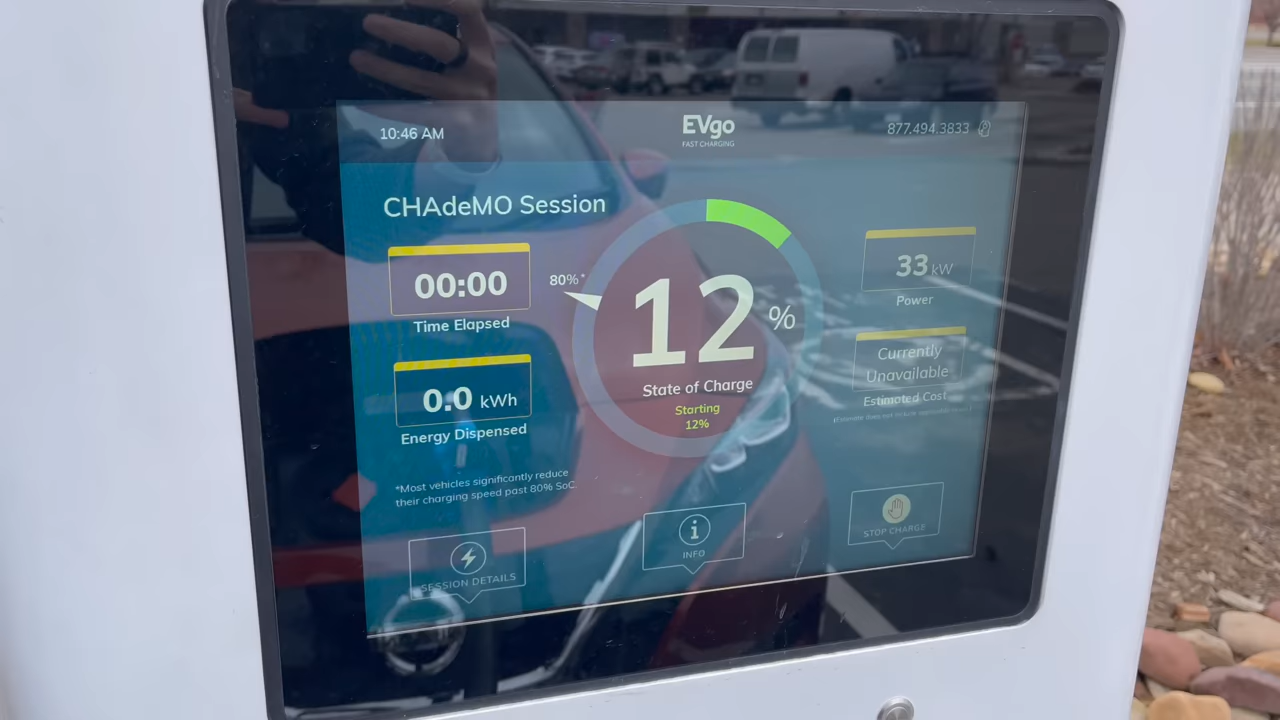 10:46 AM
EVgo
FAST CHARGING
877.494.3833
CHAdeMO Session
00:00
Time Elapsed
0.0 kWh
Energy Dispensed
*Most vehicles significantly reduce
their charging speed past 80% SoC.
80%*
12%
State of Charge
Starting
12%
33 kW
Power
Currently
Unavailable
Estimated Cost
SESSION DETAILS
INFO
STOP CHARGE